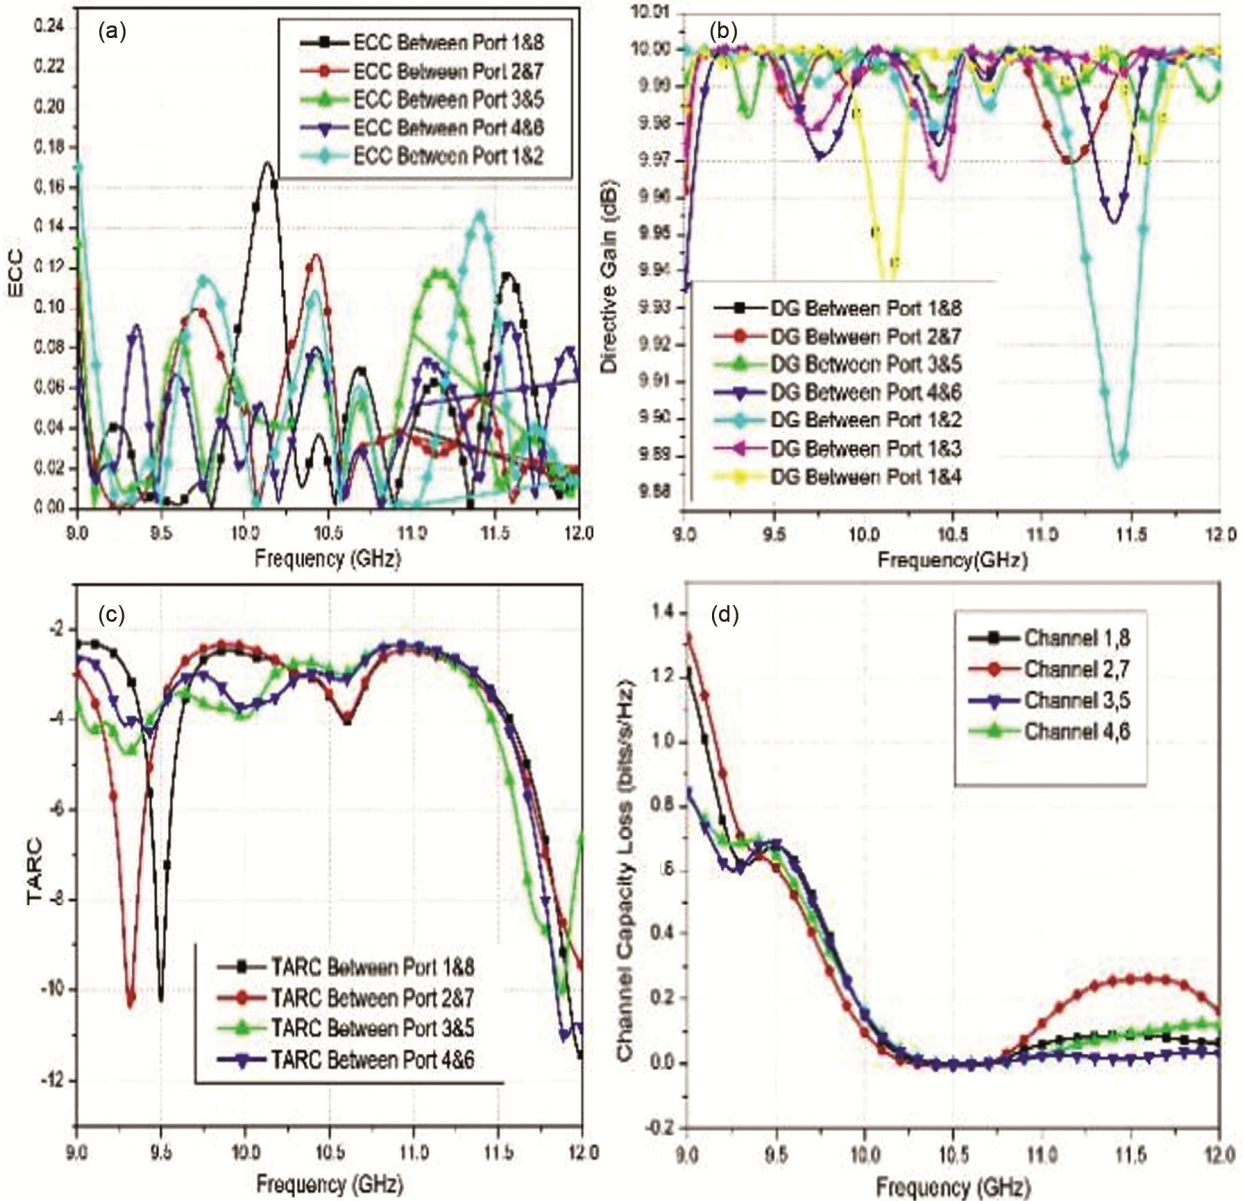 (a)
0.24
0.22
0.20
0.18
0.16
0.14
0.12
0.10
0.08
0.06
0.04
0.02
0.00
ECC
ECC Between Port 1&8
ECC Between Port 2&7
ECC Between Port 3&5
ECC Between Port 4&6
ECC Between Port 1&2
9.0 9.5 10.0 10.5 11.0 11.5 12.0
Frequency (GHz)
(b)
10.01
10.00
9.99
9.98
9.97
9.96
9.95
9.94
9.93
9.92
9.91
9.90
9.89
9.88
Directive Gain (dB)
DG Between Port 1&8
DG Between Port 2&7
DG Between Port 3&5
DG Between Port 4&6
DG Between Port 1&2
DG Between Port 1&3
DG Between Port 1&4
9.0 9.5 10.0 10.5 11.0 11.5 12.0
Frequency(GHz)
(c)
-2
-4
-6
-8
-10
-12
TARC
TARC Between Port 1&8
TARC Between Port 2&7
TARC Between Port 3&5
TARC Between Port 4&6
9.0 9.5 10.0 10.5 11.0 11.5 12.0
Frequency (GHz)
(d)
1.4
1.2
1.0
0.8
.6
0.4
0.2
0.0
-0.2
Channel Capacity Loss (bits/s/Hz)
Channel 1,8
Channel 2,7
Channel 3,5
Channel 4,6
9.0 9.5 10.0 10.5 11.0 11.5 12.0
Frequency (GHz)